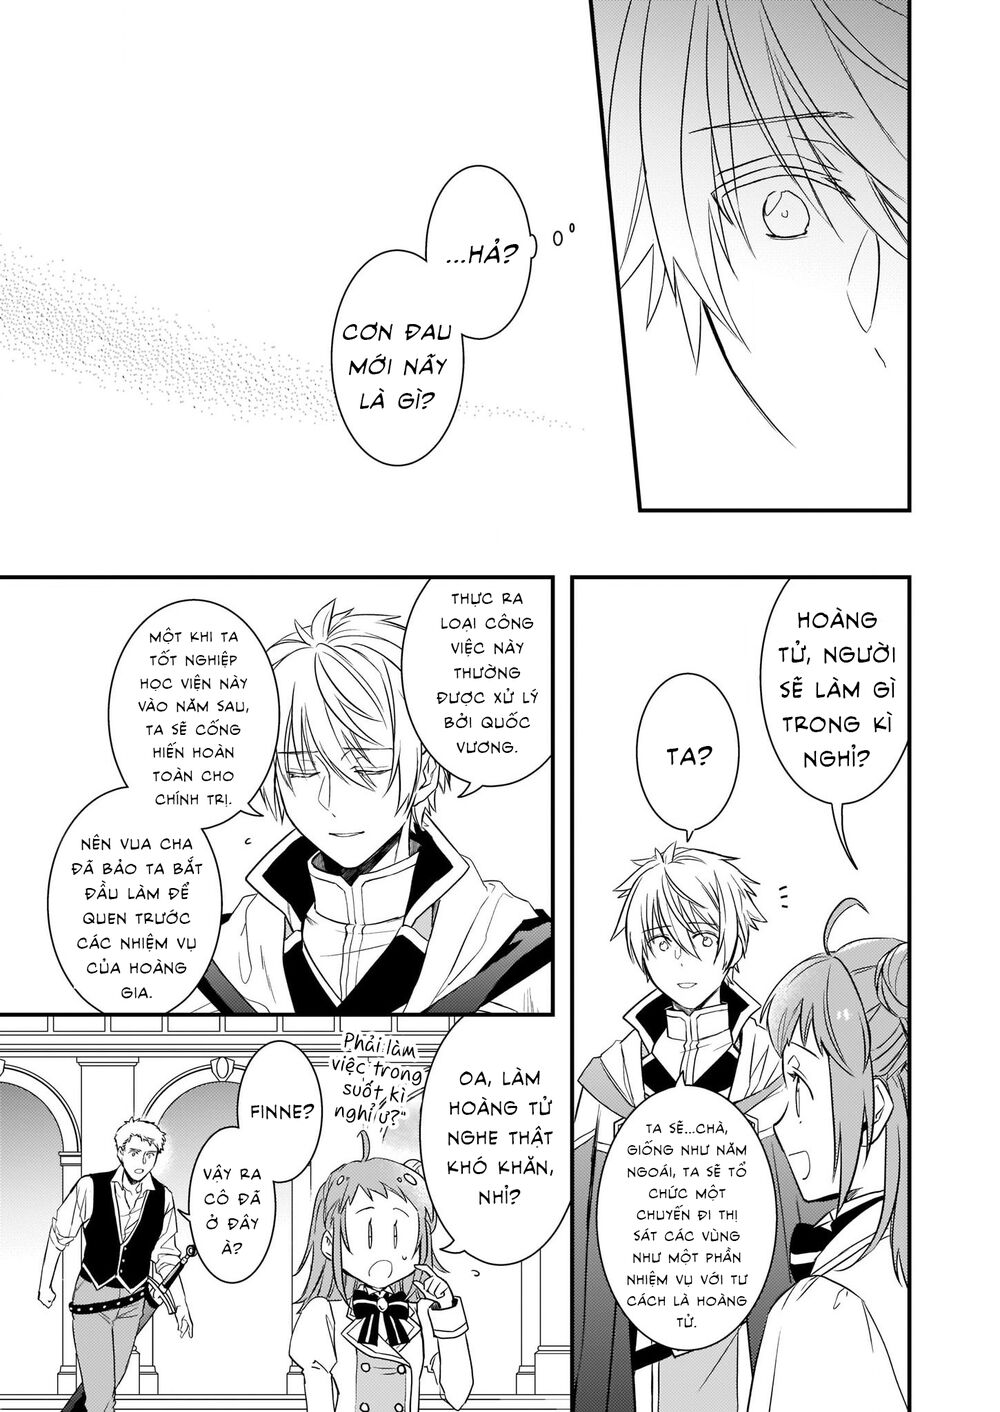 ...HẢ?
CƠN ĐAU
MỚI NÃY
LÀ GÌ?
HOÀNG
TỬ, NGƯỜI
SẼ LÀM GÌ
TRONG KÌ
NGHỈ?
TA?
TA SẼ...CHÀ,
GIỐNG NHƯ NĂM
NGOÁI, TA SẼ TỔ
CHỨC MỘT
CHUYẾN ĐI THỊ
SÁT CÁC VÙNG
NHƯ MỘT PHẦN
NHIỆM VỤ VỚI TƯ
CÁCH LÀ HOÀNG
TỬ.
THỰC RA
LOẠI CÔNG
VIỆC NÀY
THƯỜNG
ĐƯỢC XỬ LÝ
BỞI QUỐC
VƯƠNG.
MỘT KHI TA
TỐT NGHIỆP
HỌC VIỆN NÀY
VÀO NĂM SAU,
TA SẼ CỐNG
HIẾN HOÀN
TOÀN CHO
CHÍNH TRỊ.
NÊN VUA CHA
ĐÃ BẢO TA BẮT
ĐẦU LÀM ĐỂ
QUEN TRƯỚC
CÁC NHIỆM VỤ
CỦA HOÀNG
GIA.
OA, LÀM
HOÀNG TỬ
NGHE THẬT
KHÓ KHĂN,
NHỈ?
Phải làm
việc trong
suốt kì
nghỉ ư?"
FINNE?
VẬY RA
CÔ ĐÃ
Ở ĐÂY
À?